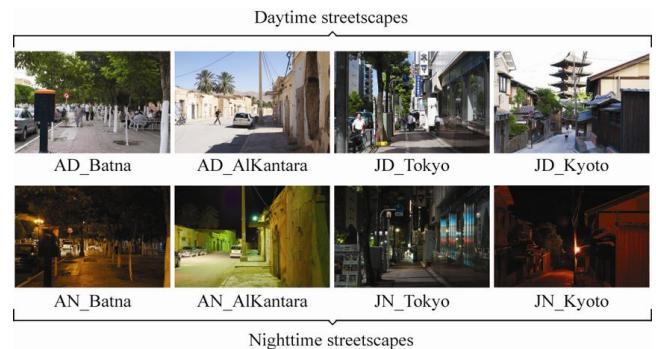 Daytime streetscapes
AD_Batna
AD_AlKantara
JD_Tokyo
JD_Kyoto
AN_Batna
AN_AlKantara
JN_Tokyo
JN_Kyoto
Nighttime streetscapes